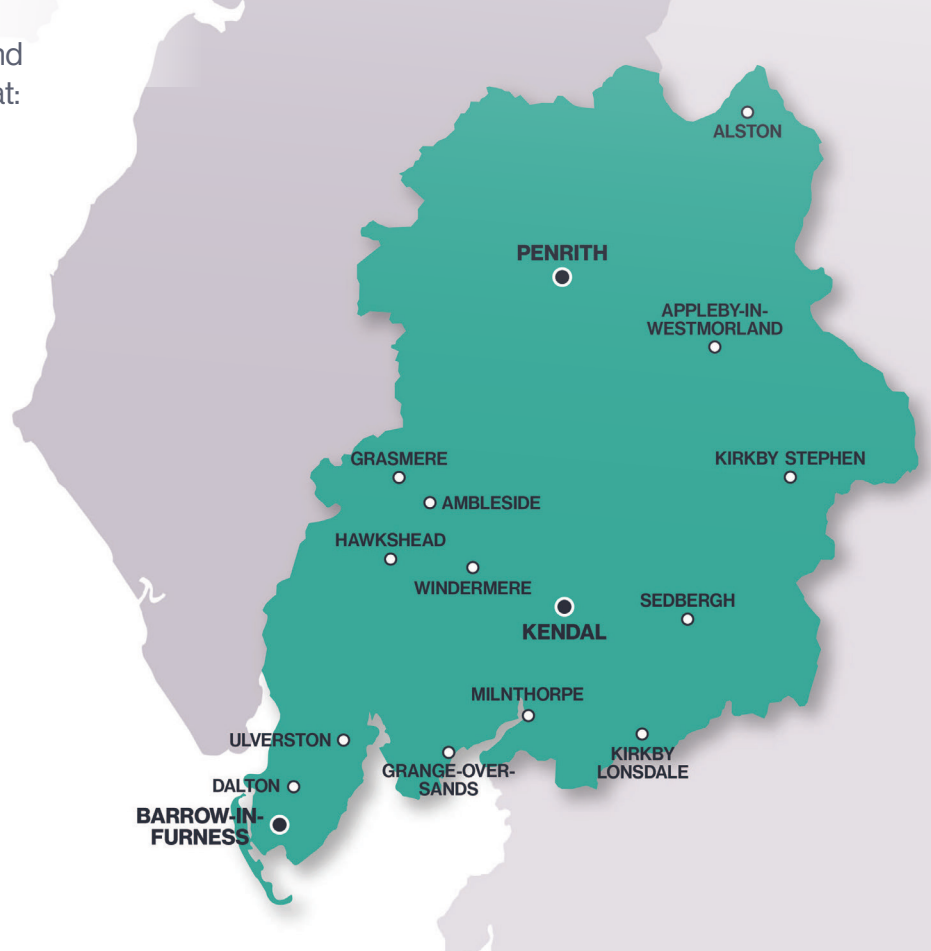 nd
at:
ALSTON
PENRITH
APPLEBY-IN-
WESTMORLAND
GRASMERE
KIRKBY STEPHEN
AMBLESIDE
HAWKSHEAD
WINDERMERE
SEDBERGH
KENDAL
MILNTHORPE
ULVERSTON
KIRKBY
LONSDALE
GRANGE-OVER-
SANDS
DALTON
BARROW-IN-
FURNESS